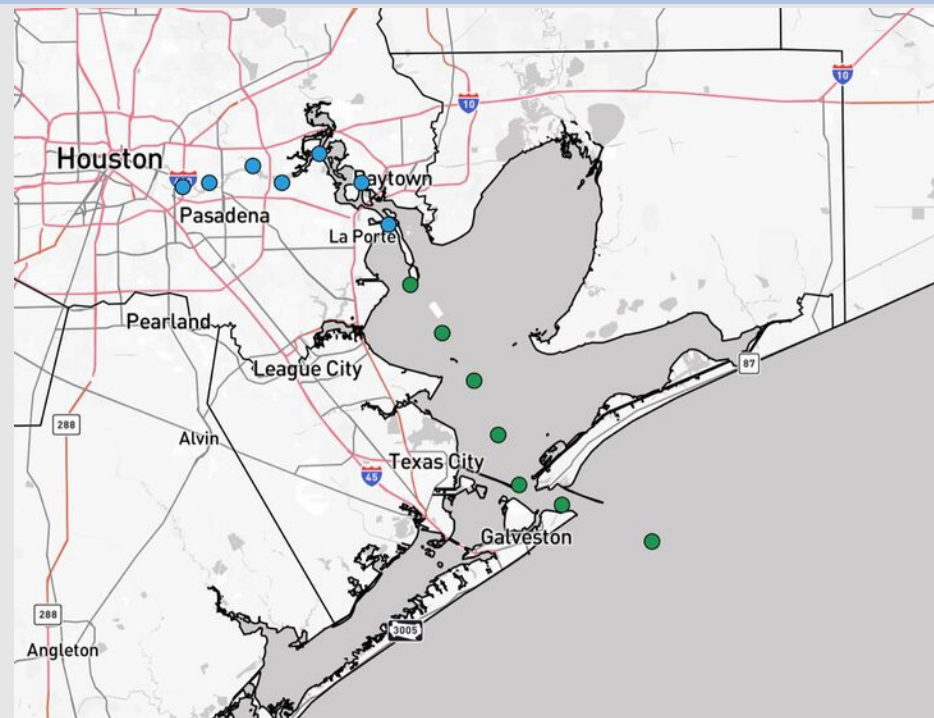 10
10
Houston
Baytown
Pasadena
La Porte
Pearland
87
League City
288
Alvin
Texas City
45
Galveston
288
3005
Angleton